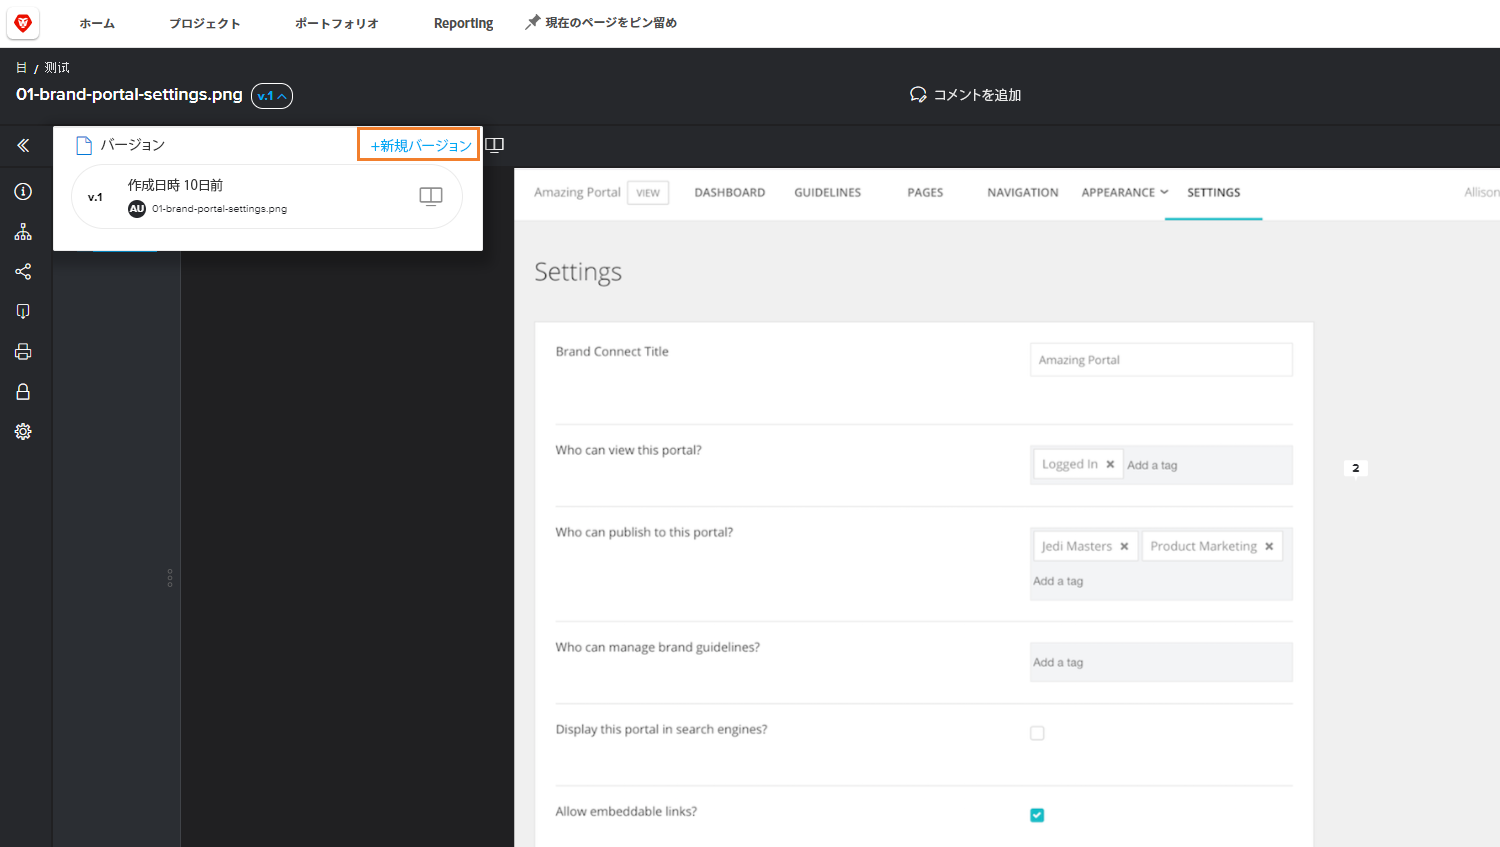 ホーム プロジェクト ポートフォリオ Reporting 現在のページをピン留め
目 / 测试
01-brand-portal-settings.png v.1
コメントを追加
バージョン +新規バージョン
v.1 作成日時 10日前
AU 01-brand-portal-settings.png
Amazing Portal VIEW DASHBOARD GUIDELINES PAGES NAVIGATION APPEARANCE SETTINGS Allison
Settings
Brand Connect Title Amazing Portal
Who can view this portal? Logged In × Add a tag
2
Who can publish to this portal? Jedi Masters × Product Marketing ×
Add a tag
Who can manage brand guidelines? Add a tag
Display this portal in search engines?
Allow embeddable links?